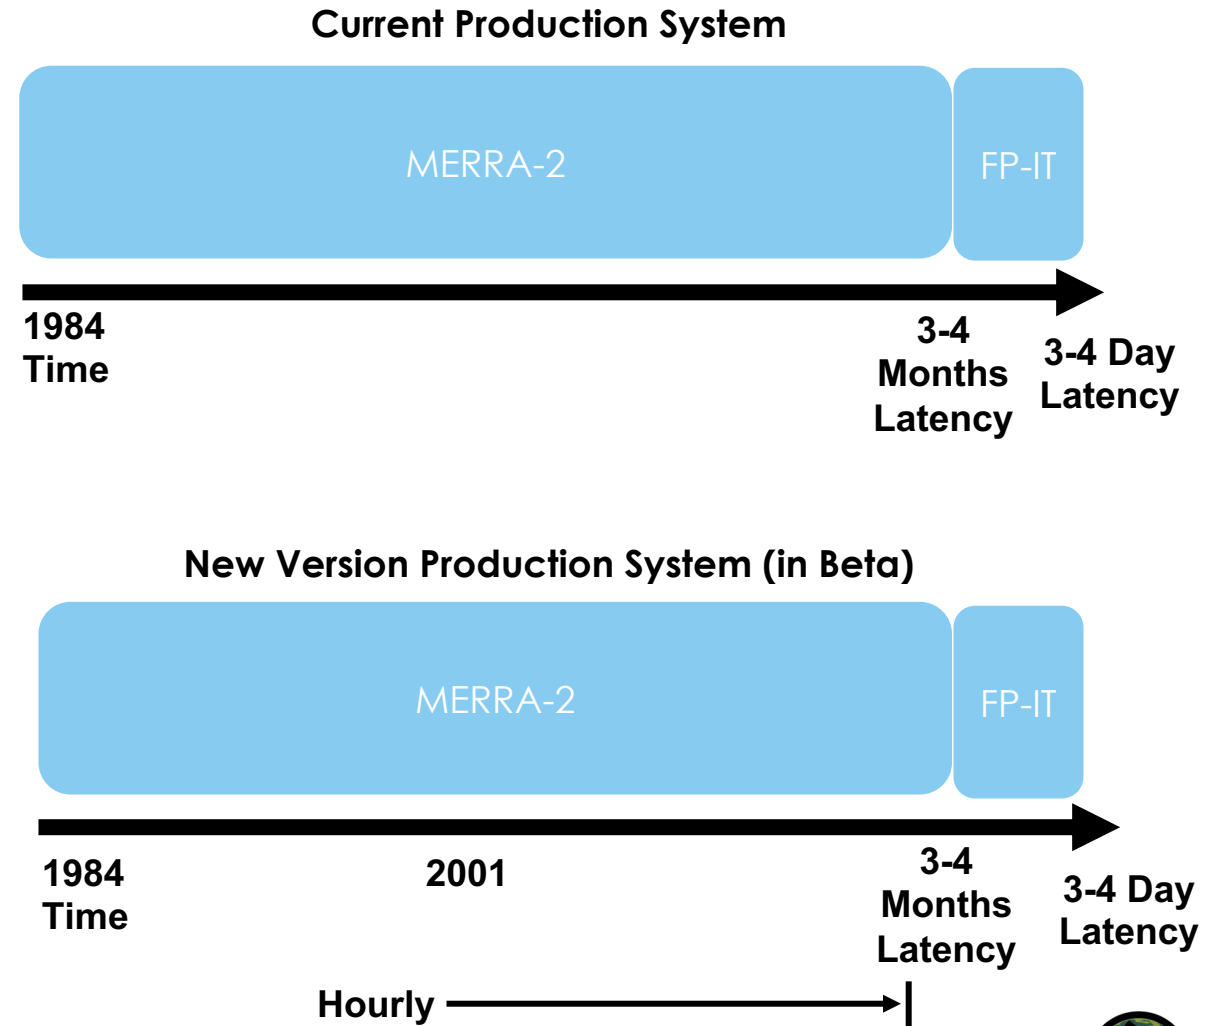 Current Production System
MERRA-2
FP-IT
1984
Time
3-4
Months
Latency
3-4 Day
Latency
New Version Production System (in Beta)
MERRA-2
FP-IT
1984
Time
2001
3-4
Months
Latency
3-4 Day
Latency
Hourly